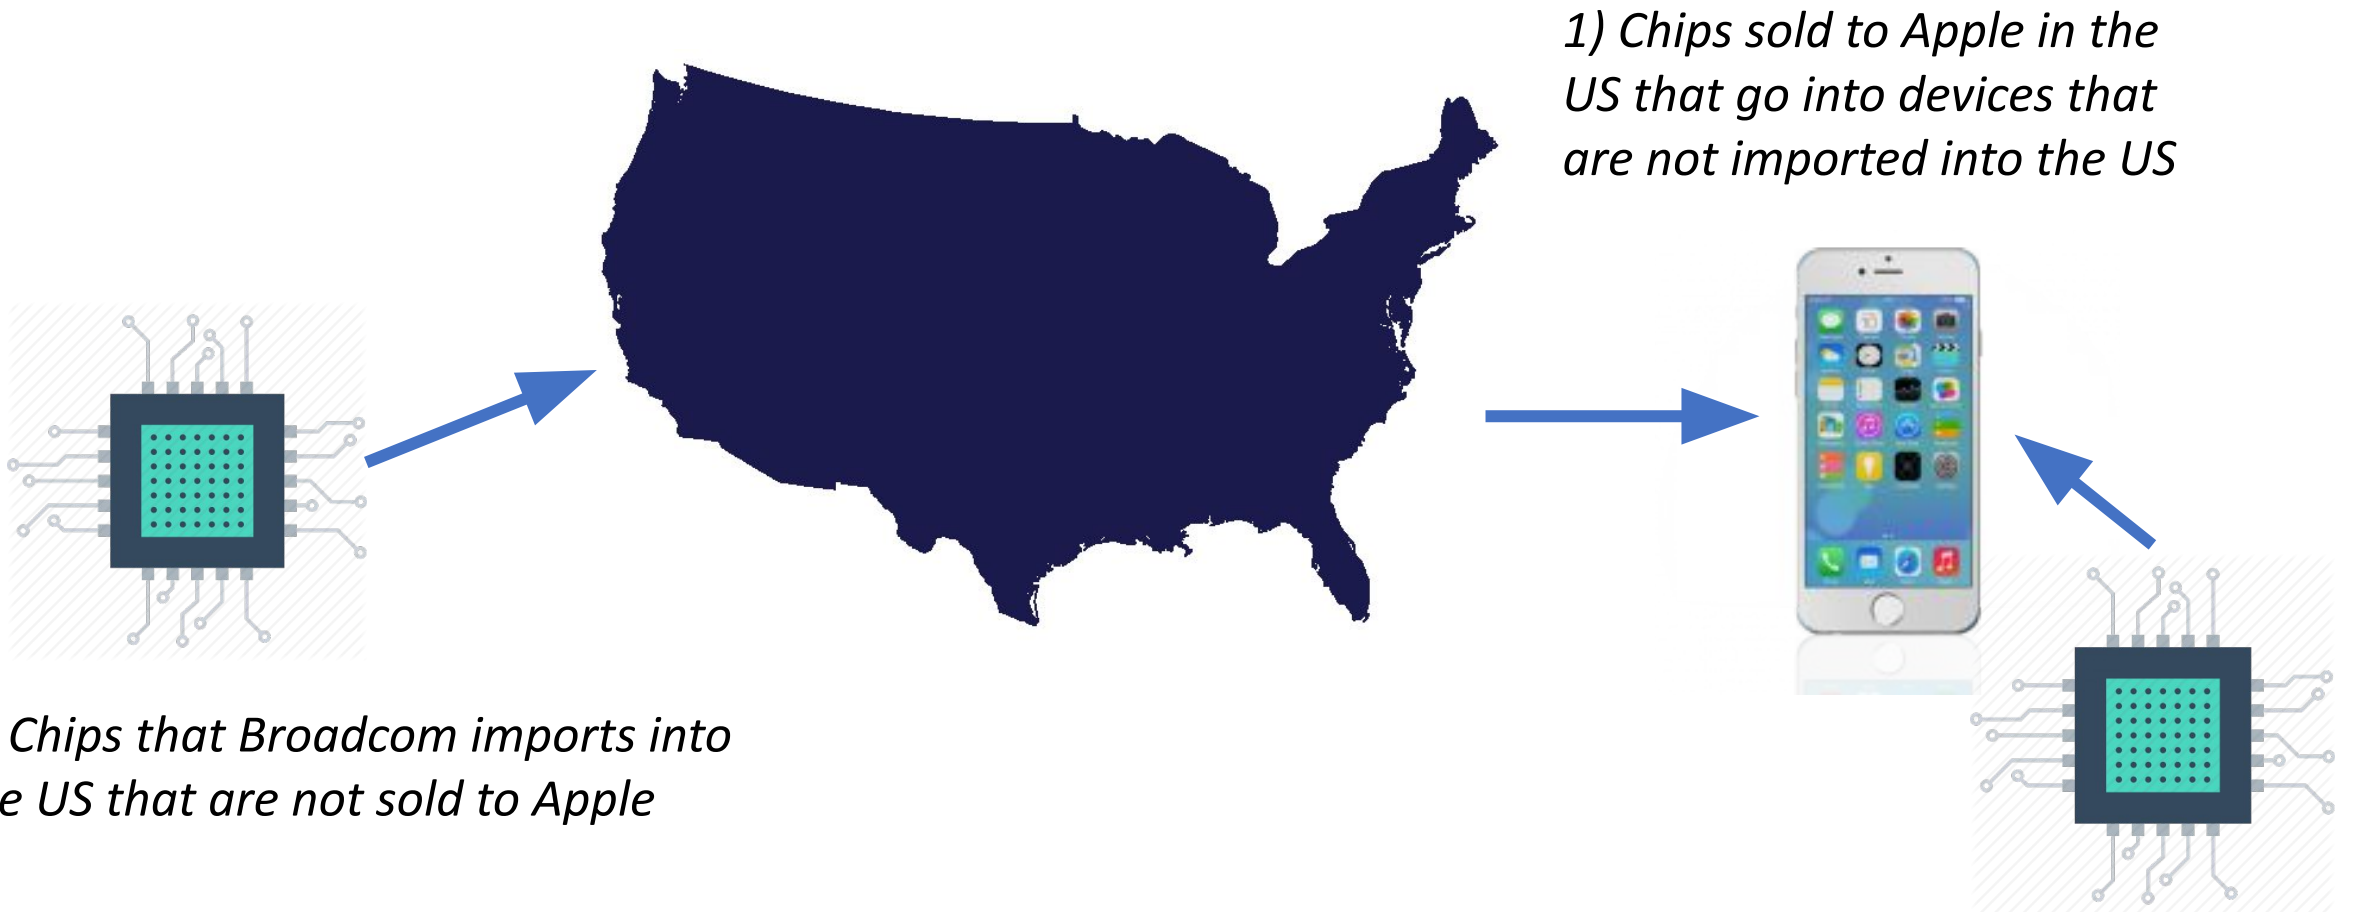 1) Chips sold to Apple in the
US that go into devices that
are not imported into the US
Chips that Broadcom imports into
e US that are not sold to Apple